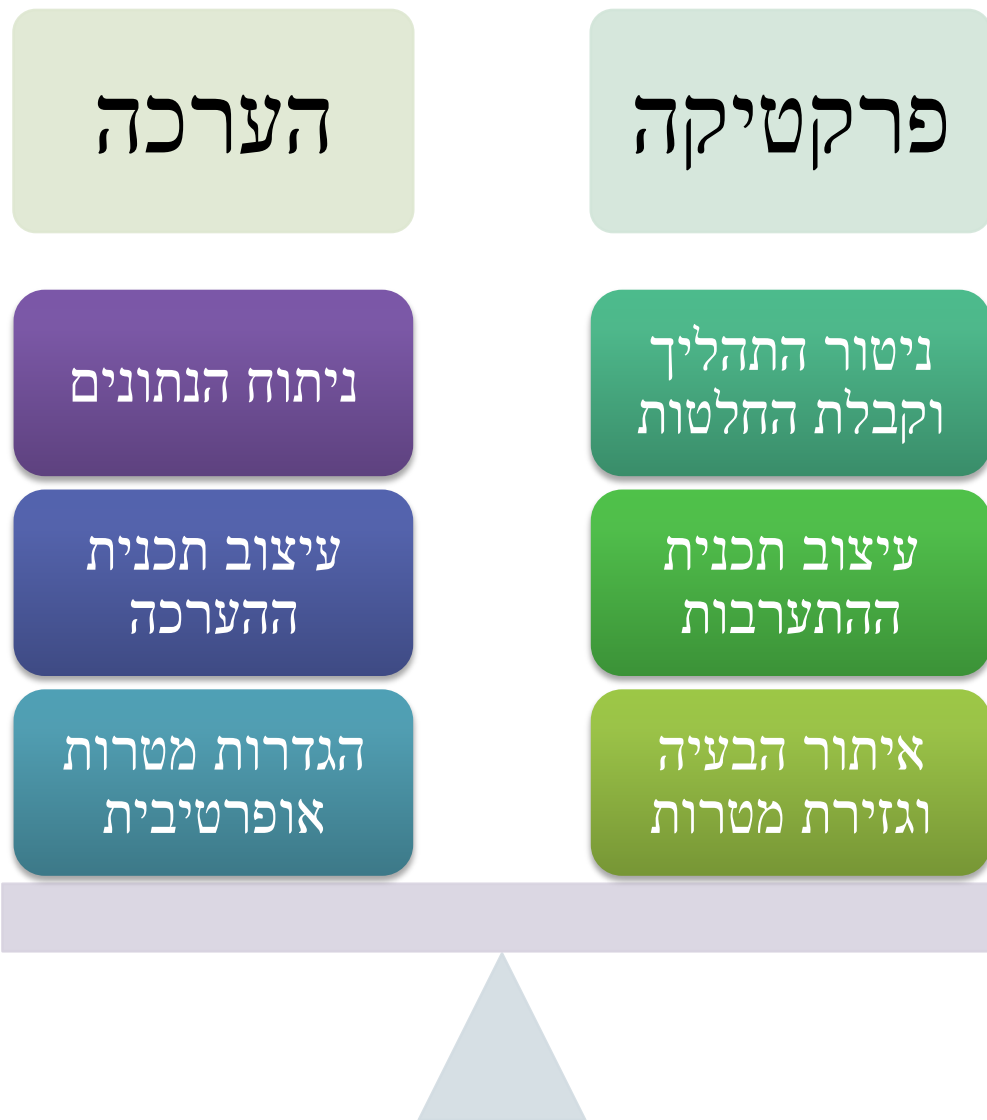 פרקטיקה
ניטור התהליך
וקבלת החלטות
עיצוב תכנית
ההתערבות
איתור הבעיה
וגזירת מטרות
הערכה
ניתוח הנתונים
עיצוב תכנית
ההערכה
הגדרות מטרות
אופרטיבית